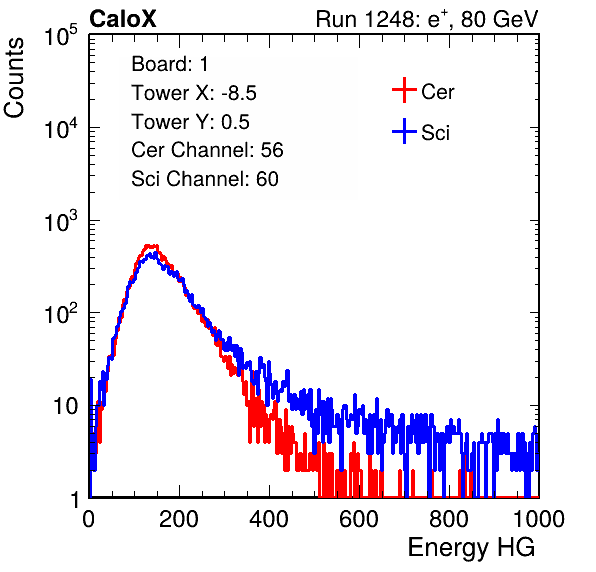 CaloX Run 1248: e⁺, 80 GeV
Counts
10⁵
10⁴
10³
10²
10
1
Board: 1
Tower X: -8.5
Tower Y: 0.5
Cer Channel: 56
Sci Channel: 60
Cer
Sci
0 200 400 600 800 1000
Energy HG